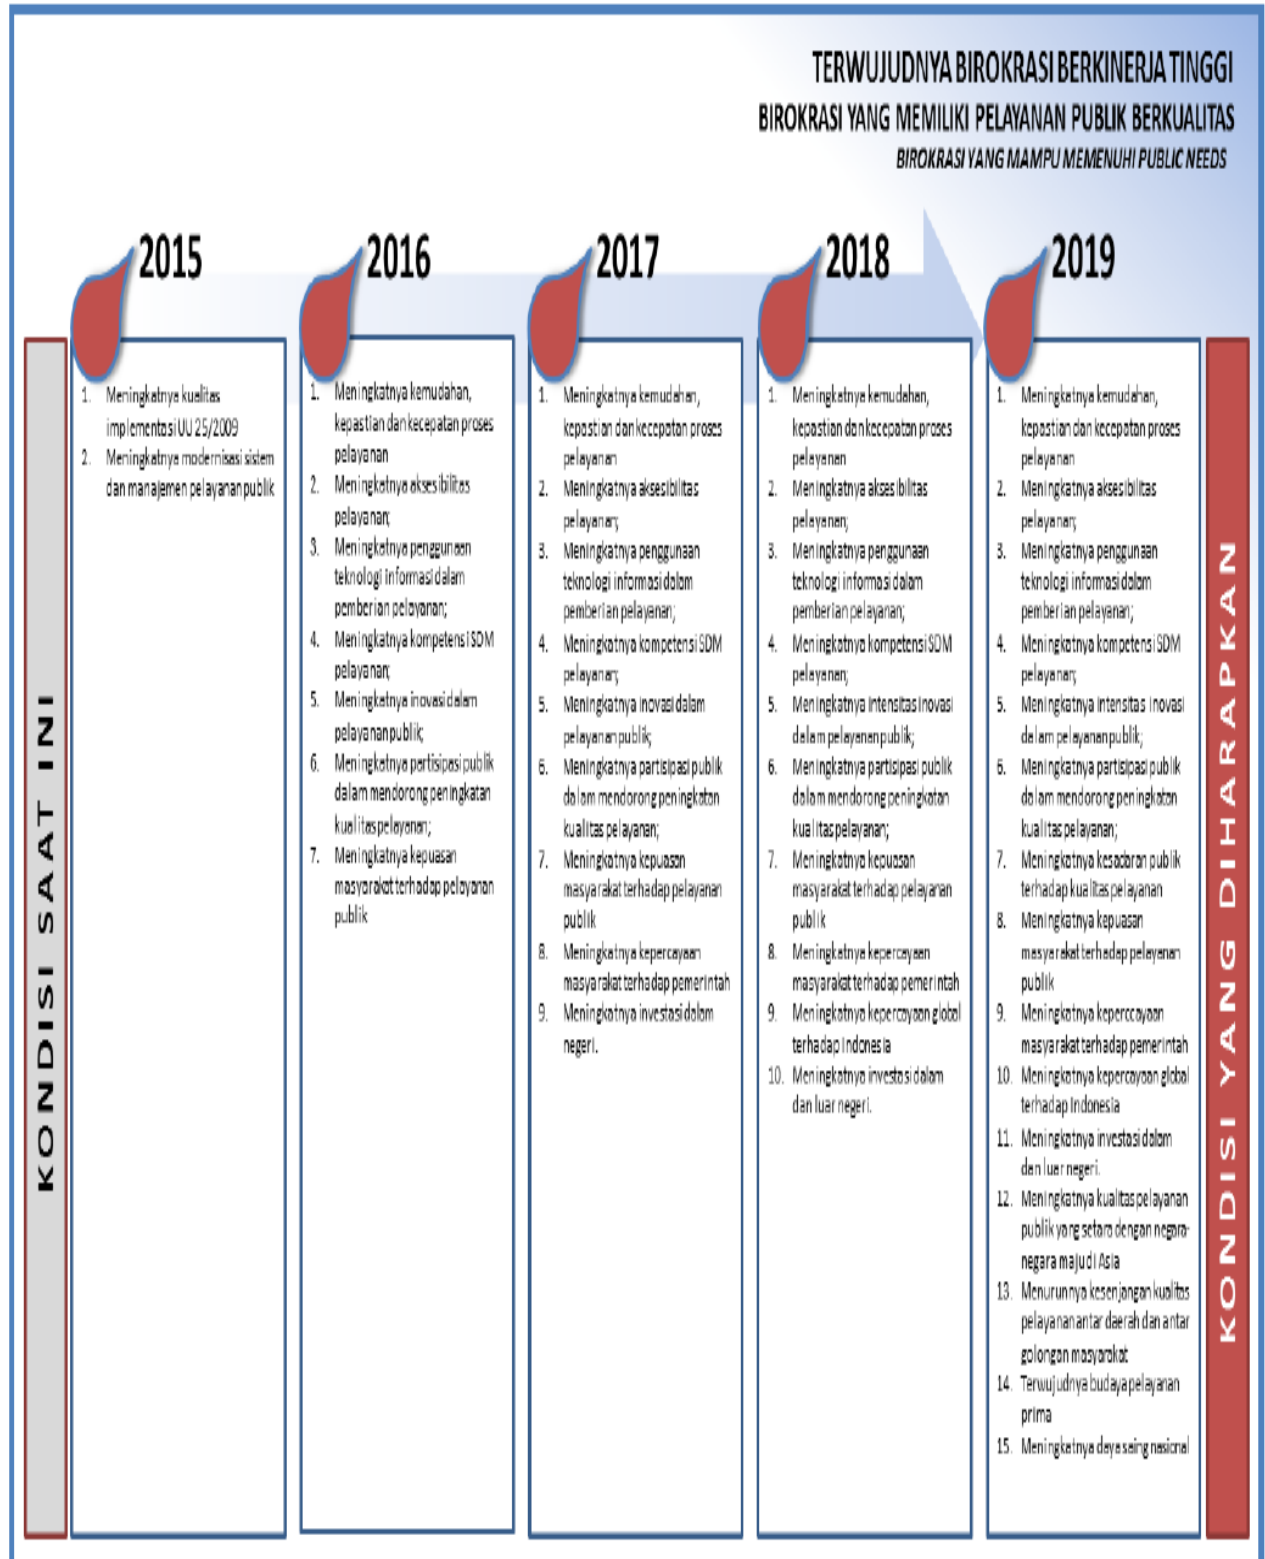 TERWUJUDNYA BIROKRASI BERKINERJA TINGGI
BIROKRASI YANG MEMILIKI PELAYANAN PUBLIK BERKUALITAS
BIROKRASI YANG MAMPU MEMENUHI PUBLIC NEEDS
KONDISI SAAT INI
2015
1. Meningkatnya kualitas
implementasi UU 25/2009
2. Meningkatnya modernisasi sistem
dan manajemen pelayanan publik
2016
1. Meningkatnya kemudahan,
kepastian dan kecepatan proses
pelayanan
2. Meningkatnya aksesibilitas
pelayanan;
3. Meningkatnya penggunaan
teknologi informasi dalam
pemberian pelayanan;
4. Meningkatnya kompetensi SDM
pelayanan;
5. Meningkatnya inovasi dalam
pelayanan publik;
6. Meningkatnya partisipasi publik
dalam mendorong peningkatan
kualitas pelayanan;
7. Meningkatnya kepuasan
masyarakat terhadap pelayanan
publik
2017
1. Meningkatnya kemudahan,
kepastian dan kecepatan proses
pelayanan
2. Meningkatnya aksesibilitas
pelayanan;
3. Meningkatnya penggunaan
teknologi informasi dalam
pemberian pelayanan;
4. Meningkatnya kompetensi SDM
pelayanan;
5. Meningkatnya inovasi dalam
pelayanan publik;
6. Meningkatnya partisipasi publik
dalam mendorong peningkatan
kualitas pelayanan;
7. Meningkatnya kepuasan
masyarakat terhadap pelayanan
publik
8. Meningkatnya kepercayaan
masyarakat terhadap pemerintah
9. Meningkatnya investasi dalam
negeri.
2018
1. Meningkatnya kemudahan,
kepastian dan kecepatan proses
pelayanan
2. Meningkatnya aksesibilitas
pelayanan;
3. Meningkatnya penggunaan
teknologi informasi dalam
pemberian pelayanan;
4. Meningkatnya kompetensi SDM
pelayanan;
5. Meningkatnya intensitas inovasi
dalam pelayanan publik;
6. Meningkatnya partisipasi publik
dalam mendorong peningkatan
kualitas pelayanan;
7. Meningkatnya kepuasan
masyarakat terhadap pelayanan
publik
8. Meningkatnya kepercayaan
masyarakat terhadap pemerintah
9. Meningkatnya kepercayaan global
terhadap Indonesia
10. Meningkatnya investasi dalam
dan luar negeri.
2019
1. Meningkatnya kemudahan,
kepastian dan kecepatan proses
pelayanan
2. Meningkatnya aksesibilitas
pelayanan;
3. Meningkatnya penggunaan
teknologi informasi dalam
pemberian pelayanan;
4. Meningkatnya kompetensi SDM
pelayanan;
5. Meningkatnya intensitas inovasi
dalam pelayanan publik;
6. Meningkatnya partisipasi publik
dalam mendorong peningkatan
kualitas pelayanan;
7. Meningkatnya kesadaran publik
terhadap kualitas pelayanan
8. Meningkatnya kepuasan
masyarakat terhadap pelayanan
publik
9. Meningkatnya keperccayaan
masyarakat terhadap pemerintah
10. Meningkatnya kepercayaan global
terhadap Indonesia
11. Meningkatnya investasi dalam
dan luar negeri.
12. Meningkatnya kualitas pelayanan
publik yang setara dengan negara-
negara maju di Asia
13. Menurunnya kesenjangan kualitas
pelayanan antar daerah dan antar
golongan masyarakat
14. Terwujudnya budaya pelayanan
prima
15. Meningkatnya daya saing nasional
KONDISI YANG DIHARAPKAN